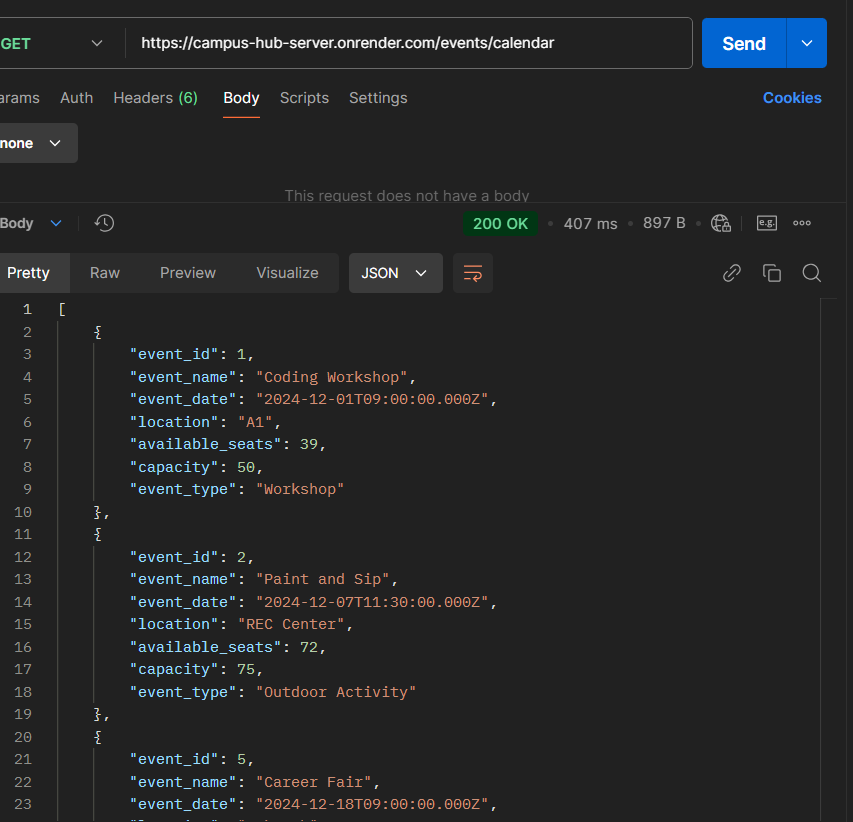 GET https://campus-hub-server.onrender.com/events/calendar Send
arams Auth Headers (6) Body Scripts Settings Cookies
none
This request does not have a body
Body 200 OK 407 ms 897 B e.g.
Pretty Raw Preview Visualize JSON
1 [
2 {
3 "event_id": 1,
4 "event_name": "Coding Workshop",
5 "event_date": "2024-12-01T09:00:00.000Z",
6 "location": "A1",
7 "available_seats": 39,
8 "capacity": 50,
9 "event_type": "Workshop"
10 },
11 {
12 "event_id": 2,
13 "event_name": "Paint and Sip",
14 "event_date": "2024-12-07T11:30:00.000Z",
15 "location": "REC Center",
16 "available_seats": 72,
17 "capacity": 75,
18 "event_type": "Outdoor Activity"
19 },
20 {
21 "event_id": 5,
22 "event_name": "Career Fair",
23 "event_date": "2024-12-18T09:00:00.000Z",